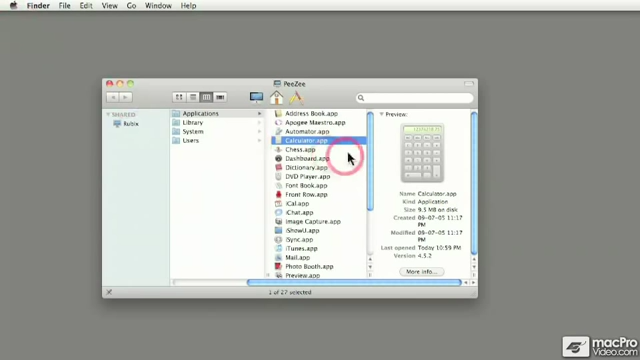 Finder File Edit View Go Window Help
PeeZee
SHARED
Rubix
Applications
Library
System
Users
Address Book.app
Apogee Maestro.app
Automator.app
Calculator.app
Chess.app
Dashboard.app
Dictionary.app
DVD Player.app
Font Book.app
Front Row.app
iCal.app
iChat.app
Image Capture.app
iShowU.app
iSync.app
iTunes.app
Mail.app
Photo Booth.app
Preview.app
Preview:
Name Calculator.app
Kind Application
Size 9.5 MB on disk
Created 09-07-05 11:17 PM
Modified 09-07-05 11:17 PM
Last opened Today 10:59 PM
Version 4.5.2
More info...
1 of 27 selected
macPro
Video.com